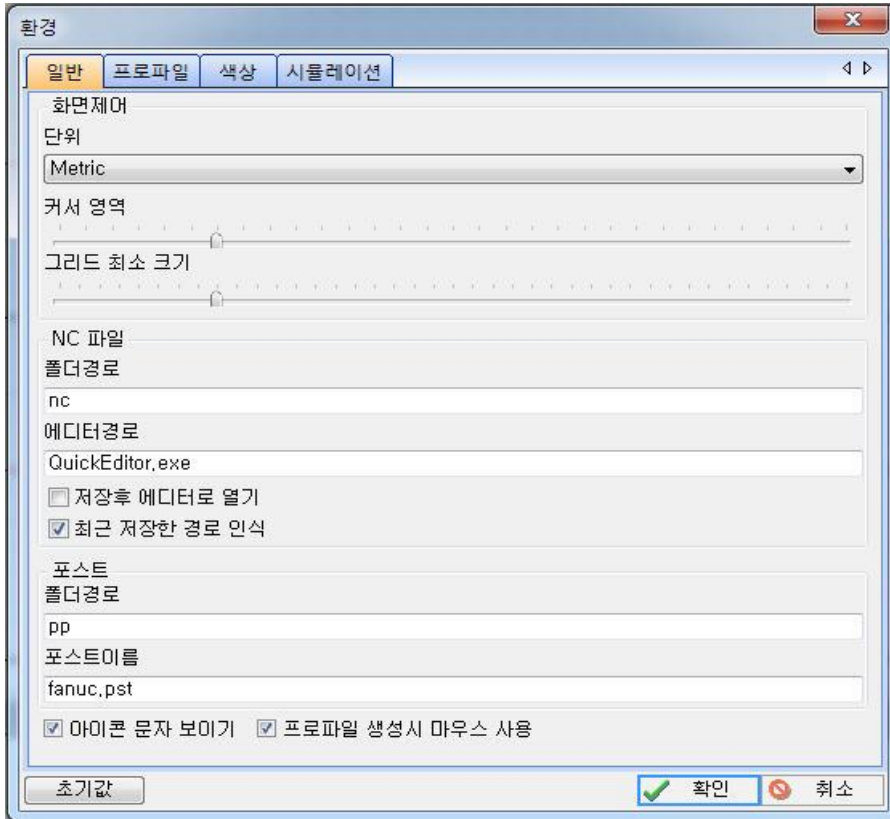 환경
일반 프로파일 색상 시뮬레이션
화면제어
단위
Metric
커서 영역
그리드 최소 크기
NC 파일
폴더경로
nc
에디터경로
QuickEditor.exe
저장후 에디터로 열기
최근 저장한 경로 인식
포스트
폴더경로
pp
포스트이름
fanuc.pst
아이콘 문자 보이기 프로파일 생성시 마우스 사용
초기값 확인 취소